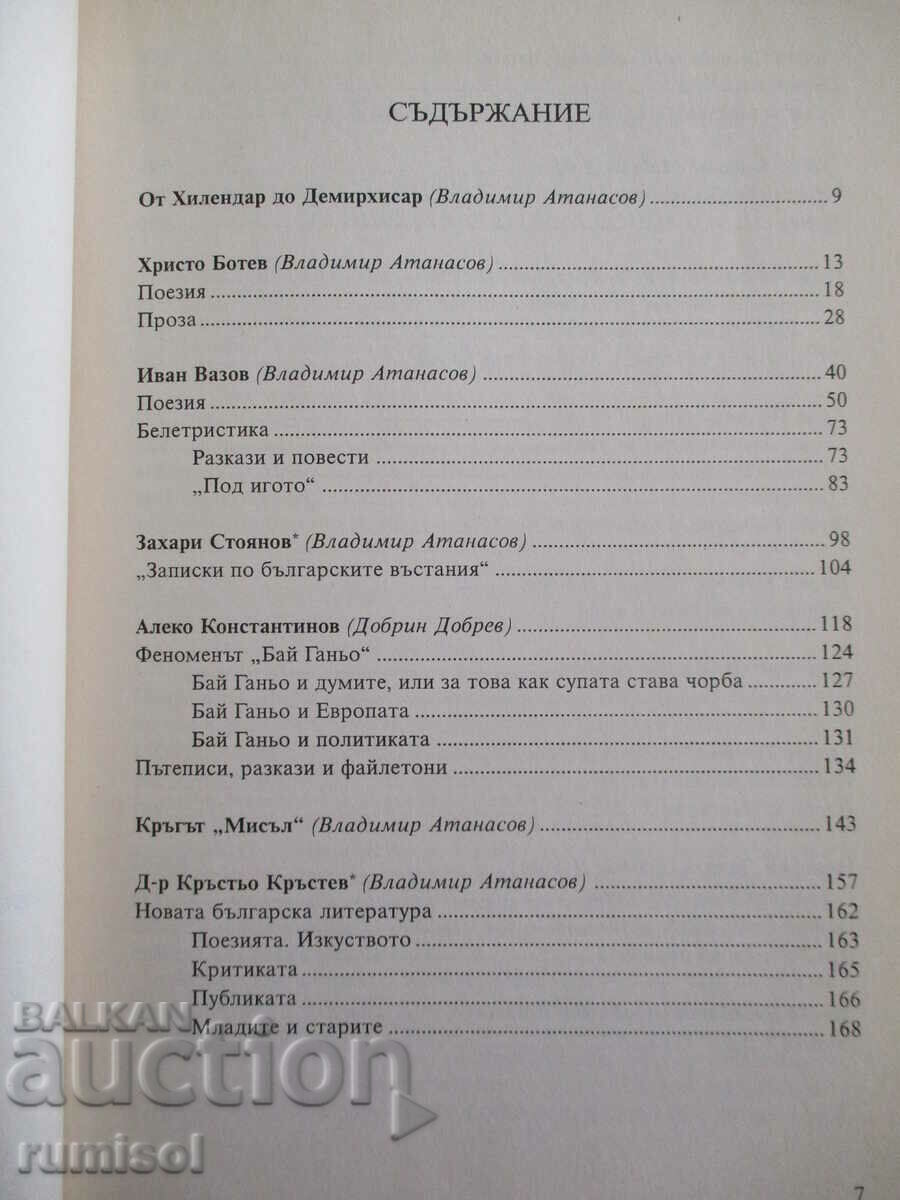 СЪДЪРЖАНИЕ
От Хилендар до Демирхисар (Владимир Атанасов) 9
Христо Ботев (Владимир Атанасов) 13
Поезия 18
Проза 28
Иван Вазов (Владимир Атанасов) 40
Поезия 50
Белетристика 73
Разкази и повести 73
„Под игото“ 83
Захари Стоянов* (Владимир Атанасов) 98
„Записки по българските въстания“ 104
Алеко Константинов (Добрин Добрев) 118
Феноменът „Бай Ганьо“ 124
Бай Ганьо и думите, или за това как супата става чорба 127
Бай Ганьо и Европата 130
Бай Ганьо и политиката 131
Пътеписи, разкази и файлетони 134
Кръгът „Мисъл“ (Владимир Атанасов) 143
Д-р Кръстьо Кръстев* (Владимир Атанасов) 157
Новата българска литература 162
Поезията. Изкуството 163
Критиката 165
Публиката 166
Младите и старите 168
BALKAN
auction
rumisol
7